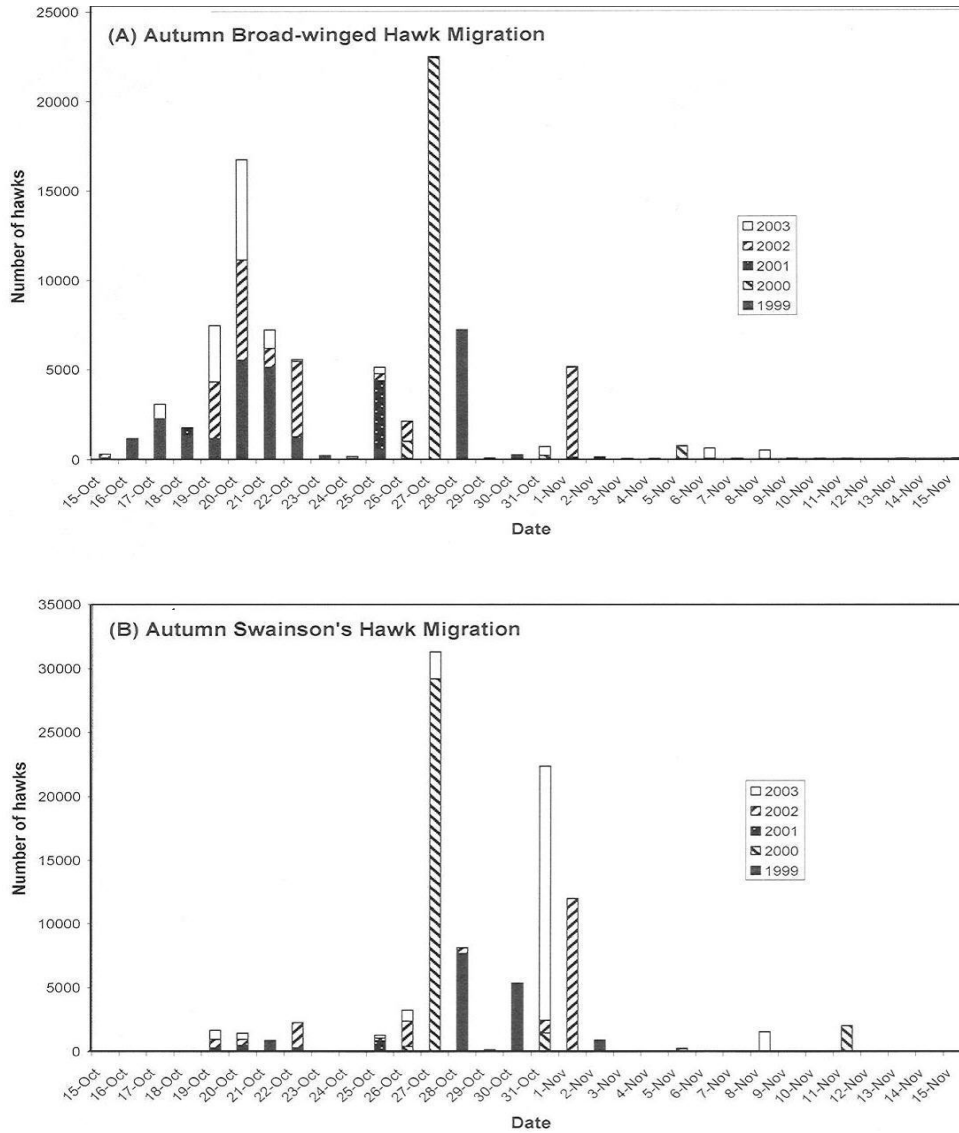 (A) Autumn Broad-winged Hawk Migration
25000
20000
15000
10000
5000
0
Number of hawks
2003
2002
2001
2000
1999
15-Oct
16-Oct
17-Oct
18-Oct
19-Oct
20-Oct
21-Oct
22-Oct
23-Oct
24-Oct
25-Oct
26-Oct
27-Oct
28-Oct
29-Oct
30-Oct
31-Oct
1-Nov
2-Nov
3-Nov
4-Nov
5-Nov
6-Nov
7-Nov
8-Nov
9-Nov
10-Nov
11-Nov
12-Nov
13-Nov
14-Nov
15-Nov
Date
(B) Autumn Swainson's Hawk Migration
35000
30000
25000
20000
15000
10000
5000
0
Number of hawks
2003
2002
2001
2000
1999
15-Oct
16-Oct
17-Oct
18-Oct
19-Oct
20-Oct
21-Oct
22-Oct
23-Oct
24-Oct
25-Oct
26-Oct
27-Oct
28-Oct
29-Oct
30-Oct
31-Oct
1-Nov
2-Nov
3-Nov
4-Nov
5-Nov
6-Nov
7-Nov
8-Nov
9-Nov
10-Nov
11-Nov
12-Nov
13-Nov
14-Nov
15-Nov
Date